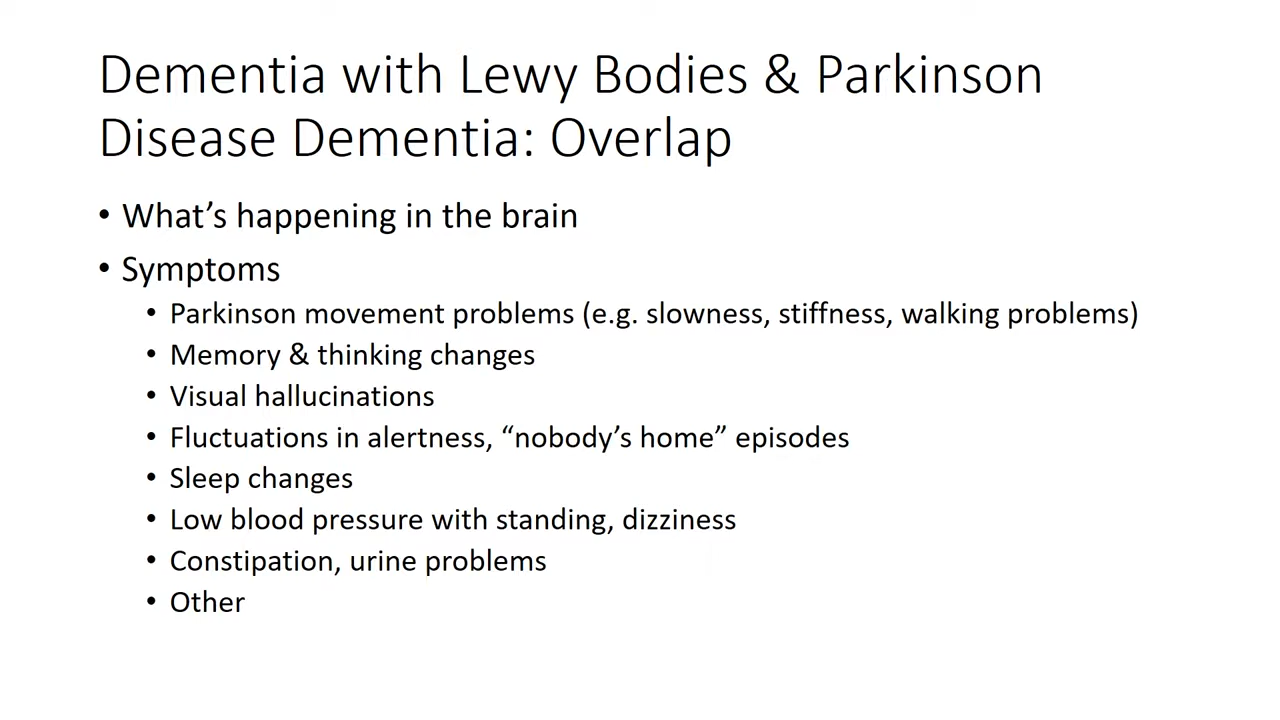 Dementia with Lewy Bodies & Parkinson
Disease Dementia: Overlap
• What’s happening in the brain
• Symptoms
• Parkinson movement problems (e.g. slowness, stiffness, walking problems)
• Memory & thinking changes
• Visual hallucinations
• Fluctuations in alertness, “nobody’s home” episodes
• Sleep changes
• Low blood pressure with standing, dizziness
• Constipation, urine problems
• Other